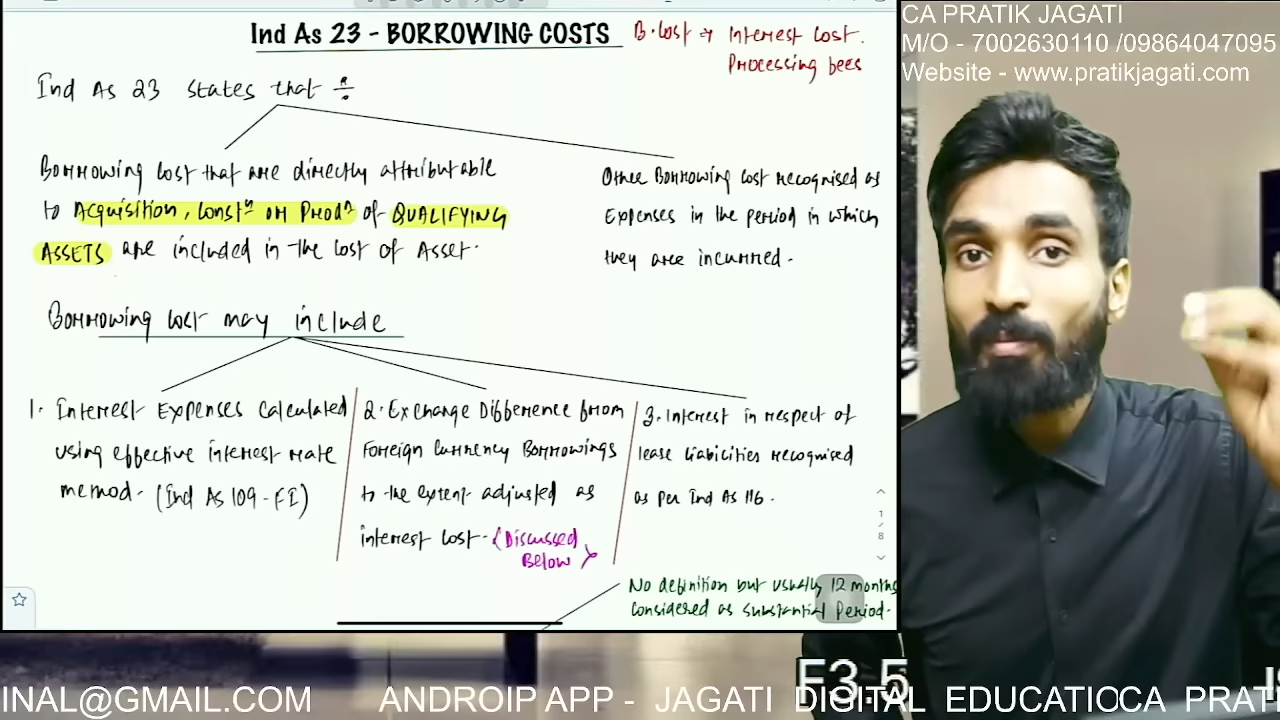 Ind As 23 - BORROWING COSTS
B. Cost → Interest Cost.
Processing fees
Ind As 23 states that ÷
Borrowing Cost that are directly attributable
to Acquisition, Constⁿ or Prodⁿ of QUALIFYING
ASSETS are included in the cost of Asset.
Other Borrowing Cost recognised as
Expenses in the period in which
they are incurred.
Borrowing Cost may include
1. Interest Expenses Calculated
using effective interest rate
method. (Ind As 109 - FI)
2. Exchange Difference from
Foreign Currency Borrowings
to the extent adjusted as
interest cost. (Discussed
Below)
3. Interest in respect of
lease liabilities recognised
as per Ind As 116.
No definition but usually 12 months
considered as substantial Period.
1/8
CA PRATIK JAGATI
M/O - 7002630110 /09864047095
Website - www.pratikjagati.com
F3.5
INAL@GMAIL.COM ANDROIP APP - JAGATI DIGITAL EDUCATIOCA PRATI